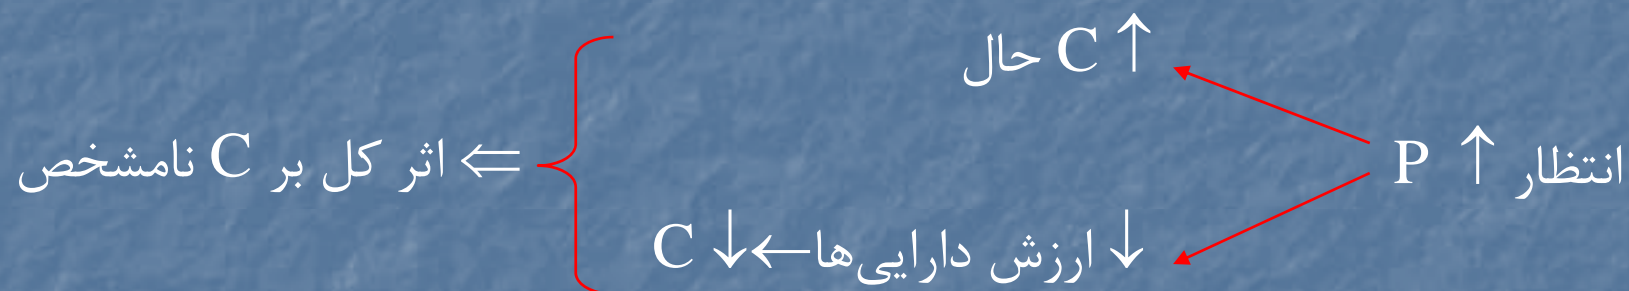 ↑ C حال
انتظار ↑ P
⇐ اثر کل بر C نامشخص
↓ ارزش دارایی‌ها ← ↓ C